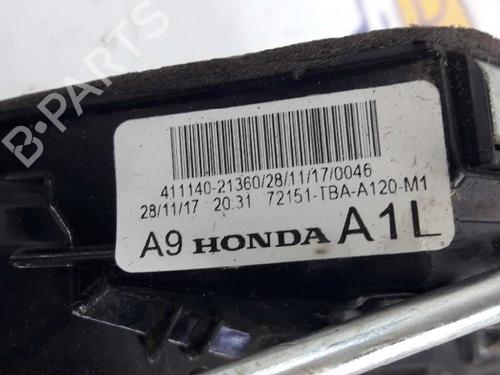 B-PARTS
411140-21360/28/11/17/0046
28/11/17 20:31 72151-TBA-A120-M1
A9 HONDA A1L